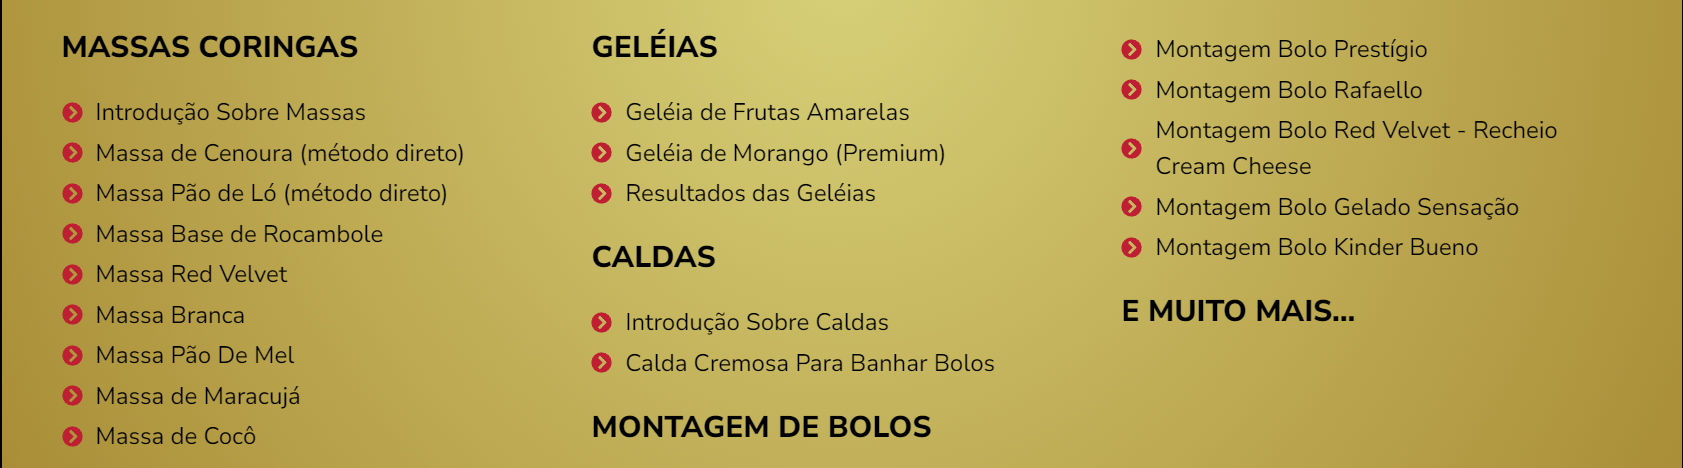 MASSAS CORINGAS
Introdução Sobre Massas
Massa de Cenoura (método direto)
Massa Pão de Ló (método direto)
Massa Base de Rocambole
Massa Red Velvet
Massa Branca
Massa Pão De Mel
Massa de Maracujá
Massa de Cocô
GELÉIAS
Geléia de Frutas Amarelas
Geléia de Morango (Premium)
Resultados das Geléias
CALDAS
Introdução Sobre Caldas
Calda Cremosa Para Banhar Bolos
MONTAGEM DE BOLOS
Montagem Bolo Prestígio
Montagem Bolo Rafaello
Montagem Bolo Red Velvet - Recheio
Cream Cheese
Montagem Bolo Gelado Sensação
Montagem Bolo Kinder Bueno
E MUITO MAIS...